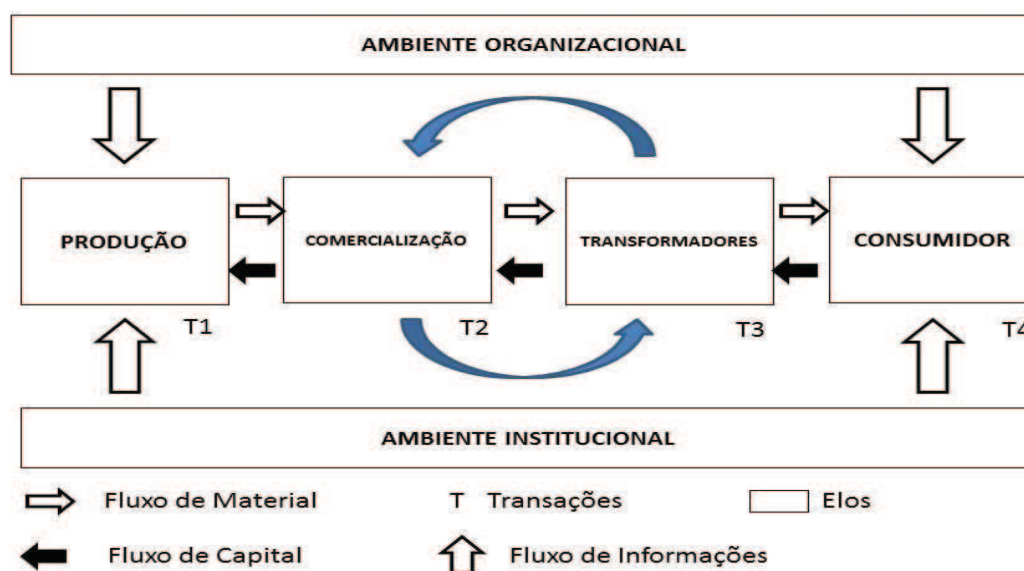 AMBIENTE ORGANIZACIONAL
PRODUÇÃO
COMERCIALIZAÇÃO
TRANSFORMADORES
CONSUMIDOR
T1
T2
T3
T4
AMBIENTE INSTITUCIONAL
Fluxo de Material
T Transações
Elos
Fluxo de Capital
Fluxo de Informações